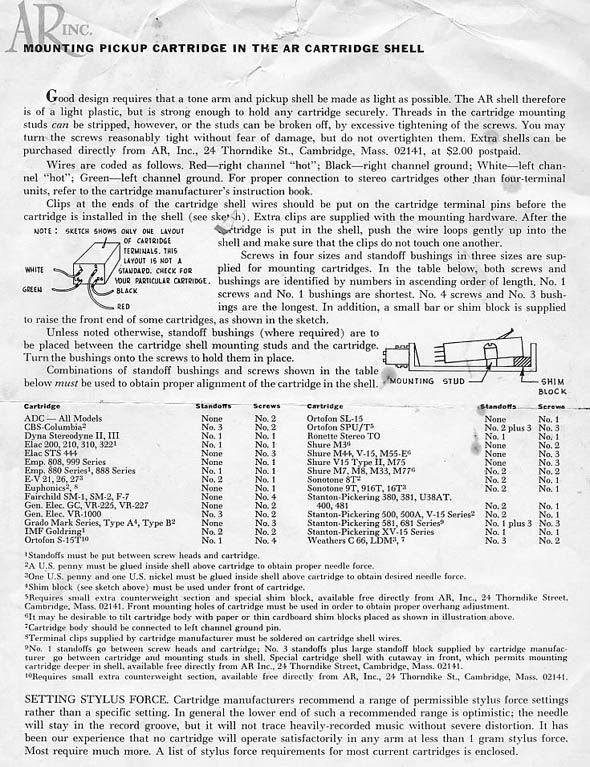 AR INC.
MOUNTING PICKUP CARTRIDGE IN THE AR CARTRIDGE SHELL
Good design requires that a tone arm and pickup shell be made as light as possible. The AR shell therefore
is of a light plastic, but is strong enough to hold any cartridge securely. Threads in the cartridge mounting
studs can be stripped, however, or the studs can be broken off, by excessive tightening of the screws. You may
turn the screws reasonably tight without fear of damage, but do not overtighten them. Extra shells can be
purchased directly from AR, Inc., 24 Thorndike St., Cambridge, Mass. 02141, at $2.00 postpaid.
Wires are coded as follows. Red—right channel "hot"; Black—right channel ground; White—left chan-
nel "hot"; Green—left channel ground. For proper connection to stereo cartridges other than four-terminal
units, refer to the cartridge manufacturer's instruction book.
Clips at the ends of the cartridge shell wires should be put on the cartridge terminal pins before the
cartridge is installed in the shell (see sketch). Extra clips are supplied with the mounting hardware. After the
cartridge is put in the shell, push the wire loops gently up into the
shell and make sure that the clips do not touch one another.
NOTE: SKETCH SHOWS ONLY ONE LAYOUT
OF CARTRIDGE
TERMINALS. THIS
LAYOUT IS NOT A
STANDARD. CHECK FOR
YOUR PARTICULAR CARTRIDGE.
WHITE
GREEN
BLACK
RED
Screws in four sizes and standoff bushings in three sizes are sup-
plied for mounting cartridges. In the table below, both screws and
bushings are identified by numbers in ascending order of length. No. 1
screws and No. 1 bushings are shortest. No. 4 screws and No. 3 bush-
ings are the longest. In addition, a small bar or shim block is supplied
to raise the front end of some cartridges, as shown in the sketch.
Unless noted otherwise, standoff bushings (where required) are to
be placed between the cartridge shell mounting studs and the cartridge.
Turn the bushings onto the screws to hold them in place.
Combinations of standoff bushings and screws shown in the table
below must be used to obtain proper alignment of the cartridge in the shell.
MOUNTING STUD
SHIM
BLOCK
Cartridge Standoffs Screws
ADC — All Models None No. 2
CBS-Columbia² No. 3 No. 2
Dyna Stereodyne II, III No. 1 No. 1
Elac 200, 210, 310, 322¹ No. 1 No. 1
Elac STS 444 None No. 3
Emp. 808, 999 Series None No. 1
Emp. 880 Series¹, 888 Series No. 1 No. 1
E-V 21, 26, 27³ No. 2 No. 1
Euphonics², ⁸ None No. 1
Fairchild SM-1, SM-2, F-7 None No. 4
Gen. Elec. GC, VR-225, VR-227 None No. 2
Gen. Elec. VR-1000 No. 3 No. 2
Grado Mark Series, Type A⁴, Type B² None No. 3
IMF Goldring¹ No. 2 No. 2
Ortofon S-15T¹⁰ No. 1 No. 4
Cartridge Standoffs Screws
Ortofon SL-15 None No. 1
Ortofon SPU/T⁵ No. 2 plus 3 No. 3
Ronette Stereo TO No. 1 No. 1
Shure M3⁶ None No. 2
Shure M44, V-15, M55-E⁶ None No. 3
Shure V15 Type II, M75 None No. 3
Shure M7, M8, M33, M77⁶ No. 2 No. 2
Sonotone 8T² No. 2 No. 2
Sonotone 9T, 916T, 16T³ No. 2 No. 1
Stanton-Pickering 380, 381, U38AT.
400, 481 No. 2 No. 1
Stanton-Pickering 500, 500A, V-15 Series² No. 2 No. 1
Stanton-Pickering 581, 681 Series⁹ No. 1 plus 3 No. 3
Stanton-Pickering XV-15 Series No. 1 No. 1
Weathers C 66, LDM³, ⁷ No. 3 No. 2
¹Standoffs must be put between screw heads and cartridge.
²A U.S. penny must be glued inside shell above cartridge to obtain proper needle force.
³One U.S. penny and one U.S. nickel must be glued inside shell above cartridge to obtain desired needle force.
⁴Shim block (see sketch above) must be used under front of cartridge.
⁵Requires small extra counterweight section and special shim block, available free directly from AR, Inc., 24 Thorndike Street,
Cambridge, Mass. 02141. Front mounting holes of cartridge must be used in order to obtain proper overhang adjustment.
⁶It may be desirable to tilt cartridge body with paper or thin cardboard shim blocks placed as shown in illustration above.
⁷Cartridge body should be connected to left channel ground pin.
⁸Terminal clips supplied by cartridge manufacturer must be soldered on cartridge shell wires.
⁹No. 1 standoffs go between screw heads and cartridge; No. 3 standoffs plus large standoff block supplied by cartridge manufac-
turer go between cartridge and mounting studs in shell. Special cartridge shell with cutaway in front, which permits mounting
cartridge deeper in shell, available free directly from AR Inc., 24 Thorndike Street, Cambridge, Mass. 02141.
¹⁰Requires small extra counterweight section, available free directly from AR, Inc., 24 Thorndike St., Cambridge, Mass. 02141.
SETTING STYLUS FORCE. Cartridge manufacturers recommend a range of permissible stylus force settings
rather than a specific setting. In general the lower end of such a recommended range is optimistic; the needle
will stay in the record groove, but it will not trace heavily-recorded music without severe distortion. It has
been our experience that no cartridge will operate satisfactorily in any arm at less than 1 gram stylus force.
Most require much more. A list of stylus force requirements for most current cartridges is enclosed.